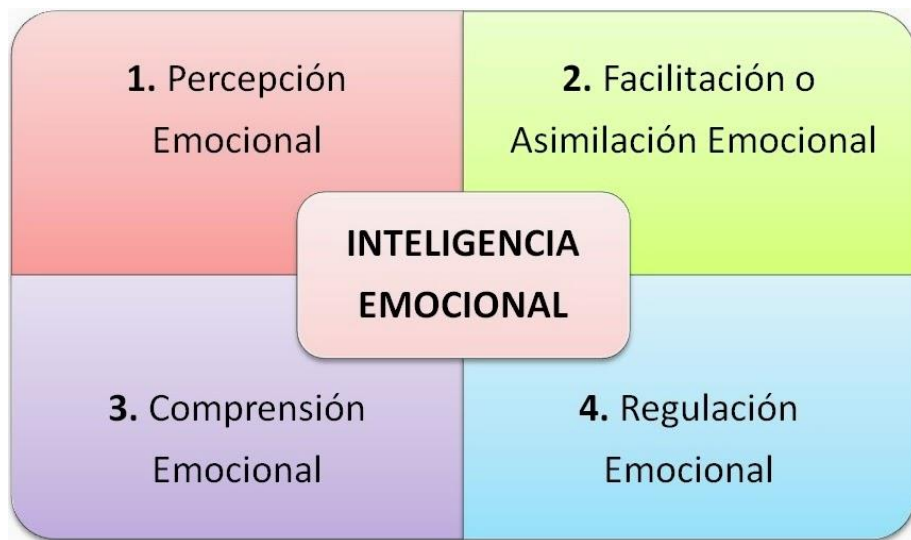 1. Percepción
Emocional
2. Facilitación o
Asimilación Emocional
INTELIGENCIA
EMOCIONAL
3. Comprensión
Emocional
4. Regulación
Emocional